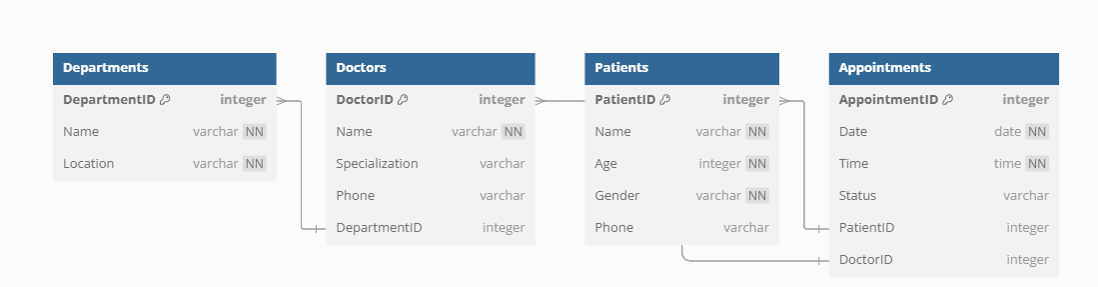 Departments
DepartmentID integer
Name varchar NN
Location varchar NN
Doctors
DoctorID integer
Name varchar NN
Specialization varchar
Phone varchar
DepartmentID integer
Patients
PatientID integer
Name varchar NN
Age integer NN
Gender varchar NN
Phone varchar
Appointments
AppointmentID integer
Date date NN
Time time NN
Status varchar
PatientID integer
DoctorID integer